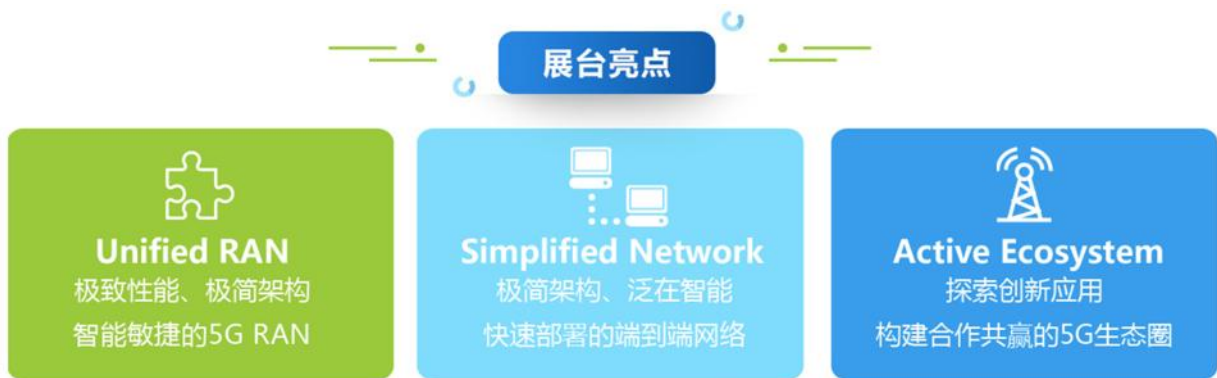 展台亮点
Unified RAN
极致性能、极简架构
智能敏捷的5G RAN
Simplified Network
极简架构、泛在智能
快速部署的端到端网络
Active Ecosystem
探索创新应用
构建合作共赢的5G生态圈